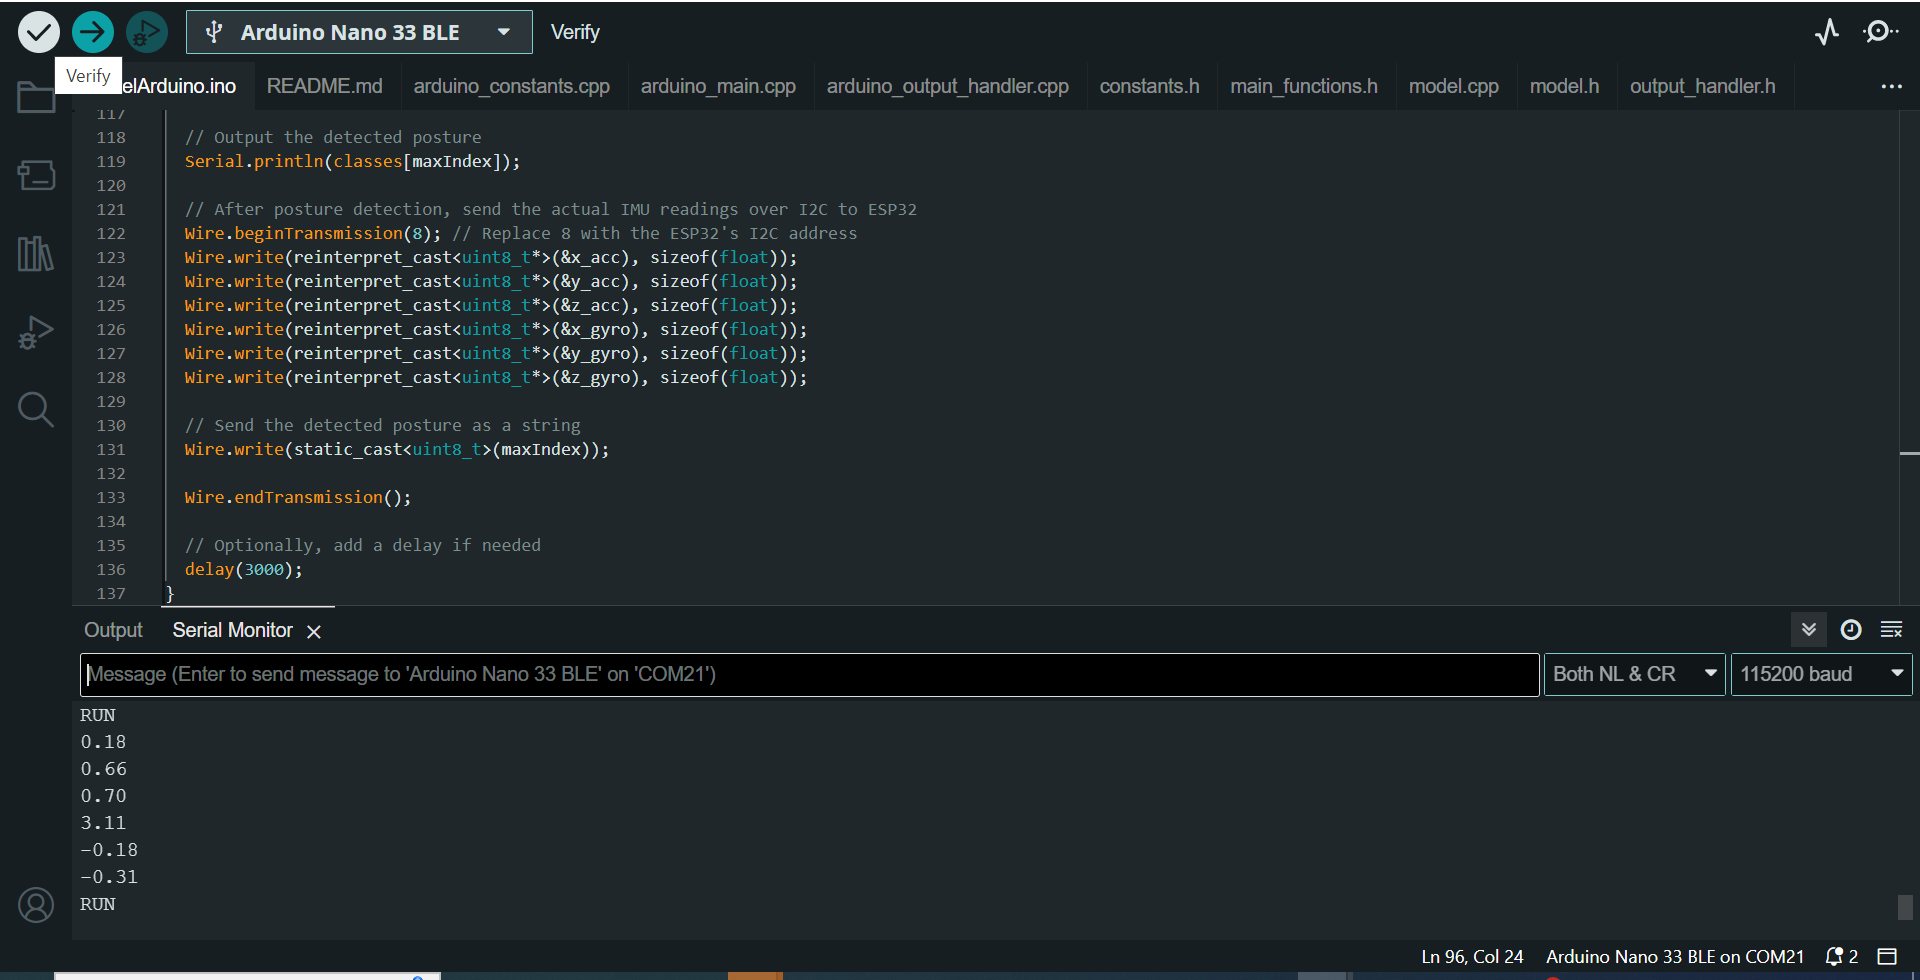 Arduino Nano 33 BLE
Verify
Verify
elArduino.ino
README.md
arduino_constants.cpp
arduino_main.cpp
arduino_output_handler.cpp
constants.h
main_functions.h
model.cpp
model.h
output_handler.h
117
118 // Output the detected posture
119 Serial.println(classes[maxIndex]);
120
121 // After posture detection, send the actual IMU readings over I2C to ESP32
122 Wire.beginTransmission(8); // Replace 8 with the ESP32's I2C address
123 Wire.write(reinterpret_cast<uint8_t*>(&x_acc), sizeof(float));
124 Wire.write(reinterpret_cast<uint8_t*>(&y_acc), sizeof(float));
125 Wire.write(reinterpret_cast<uint8_t*>(&z_acc), sizeof(float));
126 Wire.write(reinterpret_cast<uint8_t*>(&x_gyro), sizeof(float));
127 Wire.write(reinterpret_cast<uint8_t*>(&y_gyro), sizeof(float));
128 Wire.write(reinterpret_cast<uint8_t*>(&z_gyro), sizeof(float));
129
130 // Send the detected posture as a string
131 Wire.write(static_cast<uint8_t>(maxIndex));
132
133 Wire.endTransmission();
134
135 // Optionally, add a delay if needed
136 delay(3000);
137 }
Output
Serial Monitor
Message (Enter to send message to 'Arduino Nano 33 BLE' on 'COM21')
Both NL & CR
115200 baud
RUN
0.18
0.66
0.70
3.11
-0.18
-0.31
RUN
Ln 96, Col 24
Arduino Nano 33 BLE on COM21
2